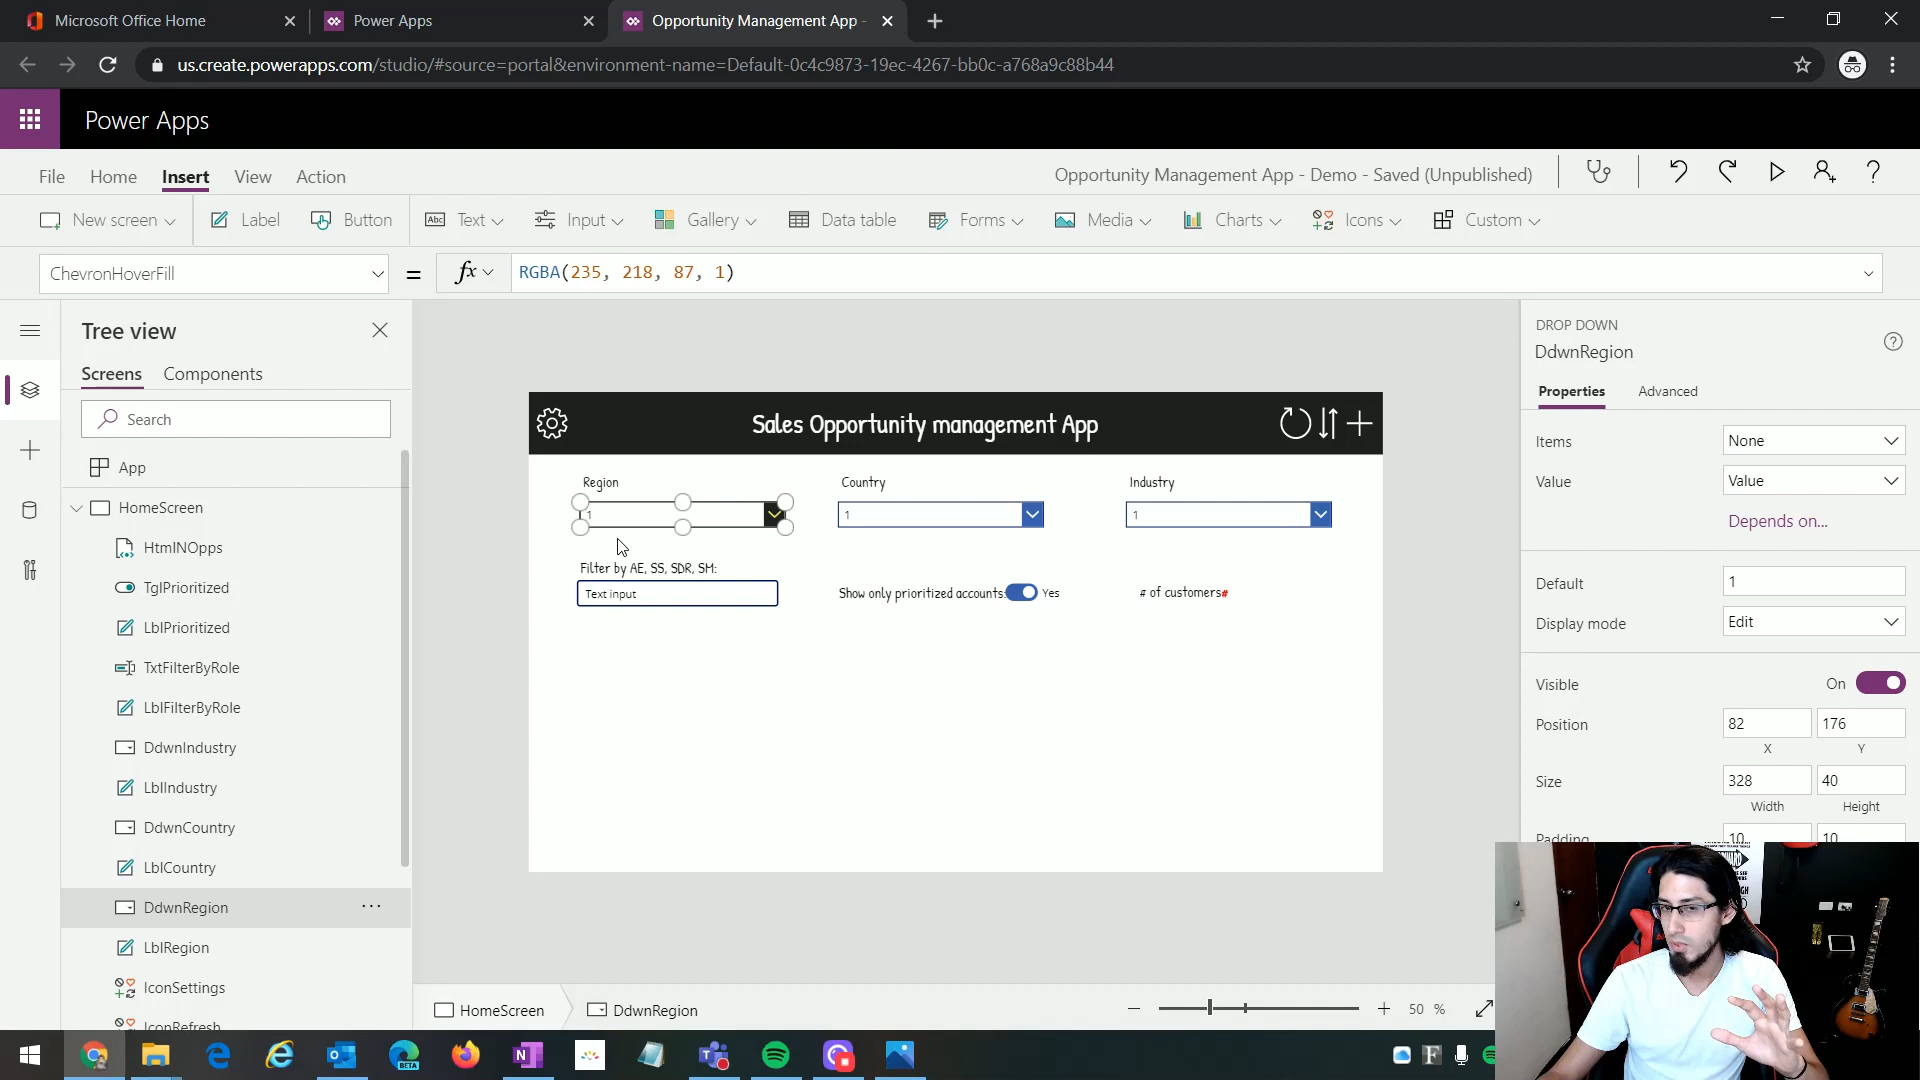 Microsoft Office Home
Power Apps
Opportunity Management App -
us.create.powerapps.com/studio/#source=portal&environment-name=Default-0c4c9873-19ec-4267-bb0c-a768a9c88b44
Power Apps
File Home Insert View Action
Opportunity Management App - Demo - Saved (Unpublished)
New screen Label Button Text Input Gallery Data table Forms Media Charts Icons Custom
ChevronHoverFill = fx RGBA(235, 218, 87, 1)
Tree view
Screens Components
Search
App
HomeScreen
HtmlNOpps
TglPrioritized
LblPrioritized
TxtFilterByRole
LblFilterByRole
DdwnIndustry
LblIndustry
DdwnCountry
LblCountry
DdwnRegion ...
LblRegion
IconSettings
IconRefresh
Sales Opportunity management App
Region Country Industry
1 1 1
Filter by AE, SS, SDR, SM:
Text input
Show only prioritized accounts: Yes
# of customers#
HomeScreen DdwnRegion
50 %
DROP DOWN
DdwnRegion
Properties Advanced
Items None
Value Value
Depends on...
Default 1
Display mode Edit
Visible On
Position 82 176
X Y
Size 328 40
Width Height
Padding 10 10
BETA